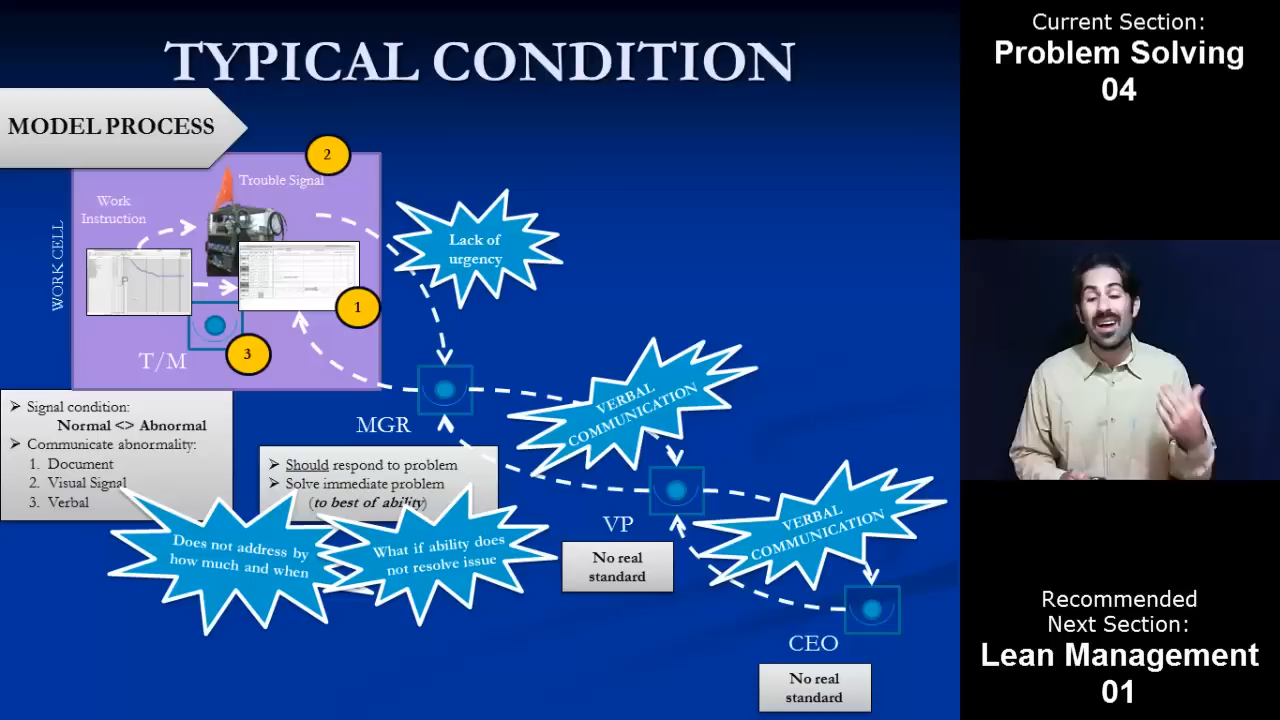 TYPICAL CONDITION
MODEL PROCESS
2
Trouble Signal
Work
Instruction
WORK CELL
1
3
T/M
Lack of
urgency
MGR
VERBAL
COMMUNICATION
➢ Signal condition:
Normal <> Abnormal
➢ Communicate abnormality:
1. Document
2. Visual Signal
3. Verbal
➢ Should respond to problem
➢ Solve immediate problem
(to best of ability)
Does not address by
how much and when
What if ability does
not resolve issue
VP
No real
standard
VERBAL
COMMUNICATION
CEO
No real
standard
Current Section:
Problem Solving
04
Recommended
Next Section:
Lean Management
01